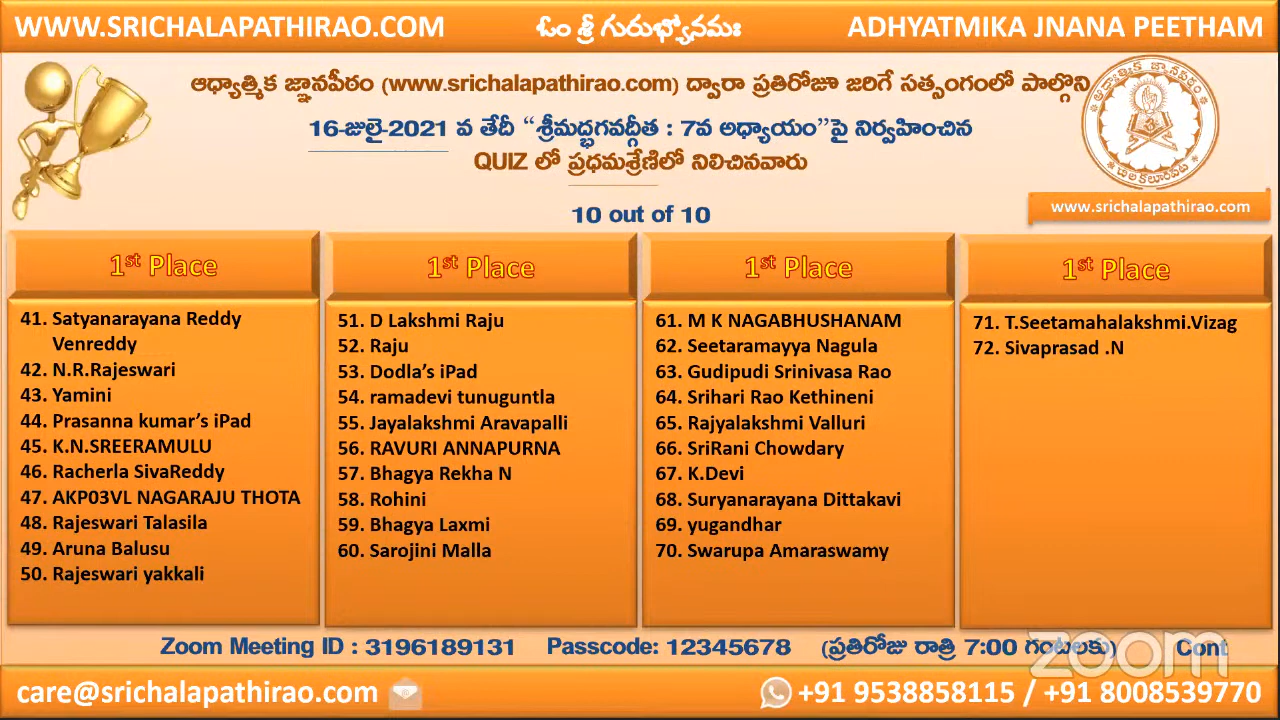 WWW.SRICHALAPATHIRAO.COM
ఓం శ్రీ గురుభ్యోనమః
ADHYATMIKA JNANA PEETHAM
ఆధ్యాత్మిక జ్ఞానపీఠం (www.srichalapathirao.com) ద్వారా ప్రతిరోజూ జరిగే సత్సంగంలో పాల్గొని
16-జులై-2021 వ తేదీ “శ్రీమద్భగవద్గీత : 7వ అధ్యాయం”పై నిర్వహించిన
QUIZ లో ప్రధమశ్రేణిలో నిలిచినవారు
10 out of 10
www.srichalapathirao.com
1st Place
41. Satyanarayana Reddy
Venreddy
42. N.R.Rajeswari
43. Yamini
44. Prasanna kumar’s iPad
45. K.N.SREERAMULU
46. Racherla SivaReddy
47. AKP03VL NAGARAJU THOTA
48. Rajeswari Talasila
49. Aruna Balusu
50. Rajeswari yakkali
1st Place
51. D Lakshmi Raju
52. Raju
53. Dodla’s iPad
54. ramadevi tunuguntla
55. Jayalakshmi Aravapalli
56. RAVURI ANNAPURNA
57. Bhagya Rekha N
58. Rohini
59. Bhagya Laxmi
60. Sarojini Malla
1st Place
61. M K NAGABHUSHANAM
62. Seetaramayya Nagula
63. Gudipudi Srinivasa Rao
64. Srihari Rao Kethineni
65. Rajyalakshmi Valluri
66. SriRani Chowdary
67. K.Devi
68. Suryanarayana Dittakavi
69. yugandhar
70. Swarupa Amaraswamy
1st Place
71. T.Seetamahalakshmi.Vizag
72. Sivaprasad .N
Zoom Meeting ID : 3196189131 Passcode: 12345678 (ప్రతిరోజు రాత్రి 7:00 గంటలకు) Cont
zoom
care@srichalapathirao.com
+91 9538858115 / +91 8008539770